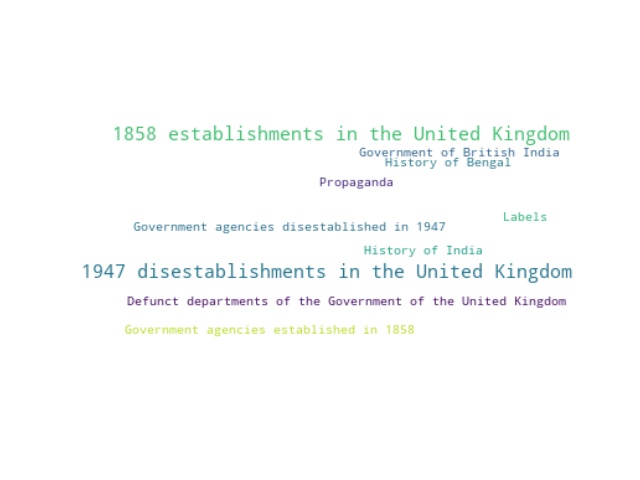 1858 establishments in the United Kingdom
Government of British India
History of Bengal
Propaganda
Labels
Government agencies disestablished in 1947
History of India
1947 disestablishments in the United Kingdom
Defunct departments of the Government of the United Kingdom
Government agencies established in 1858